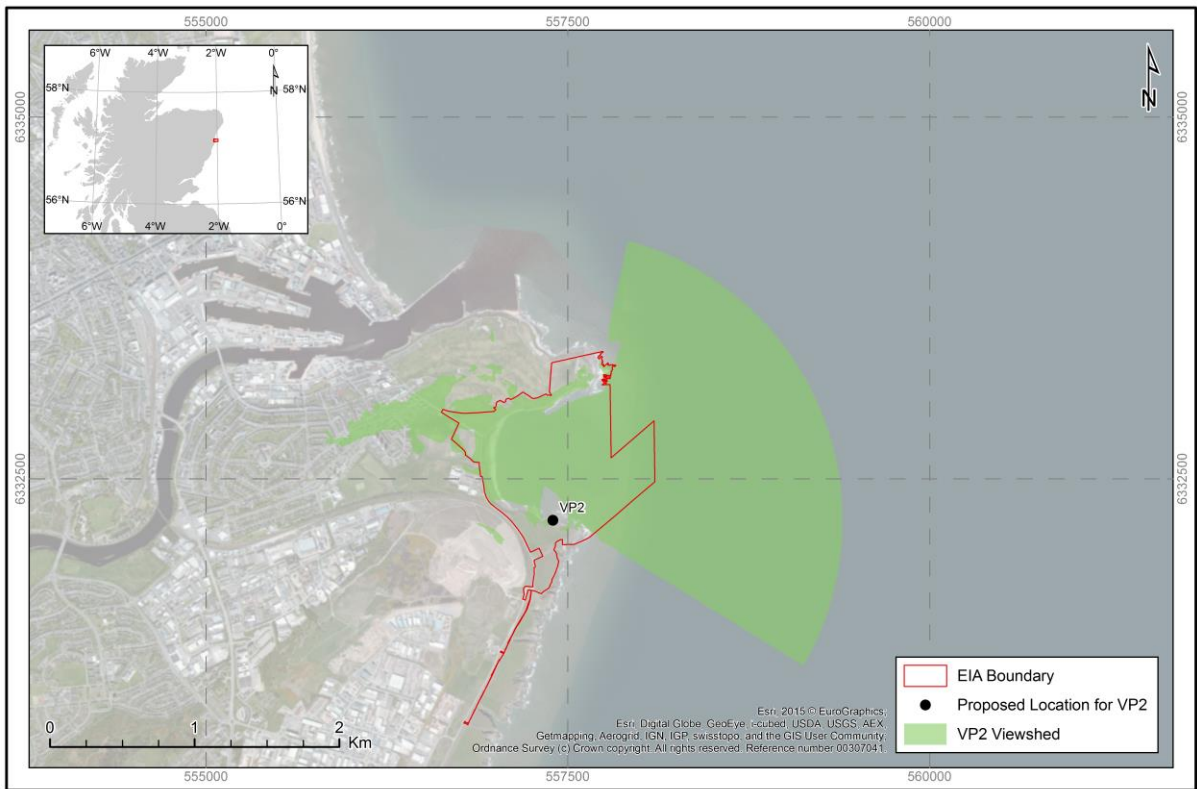 555000
557500
560000
6°W
4°W
2°W
0°
N
58°N
58°N
N
56°N
56°N
6°W
4°W
2°W
0°
6335000
6335000
6332500
6332500
VP2
EIA Boundary
Proposed Location for VP2
VP2 Viewshed
0
1
2
Km
Esri, 2015 © EuroGraphics,
Esri, Digital Globe, GeoEye, i-cubed, USDA, USGS, AEX,
Getmapping, Aerogrid, IGN, IGP, swisstopo, and the GIS User Community,
Ordnance Survey (c) Crown copyright. All rights reserved. Reference number 00307041.
555000
557500
560000